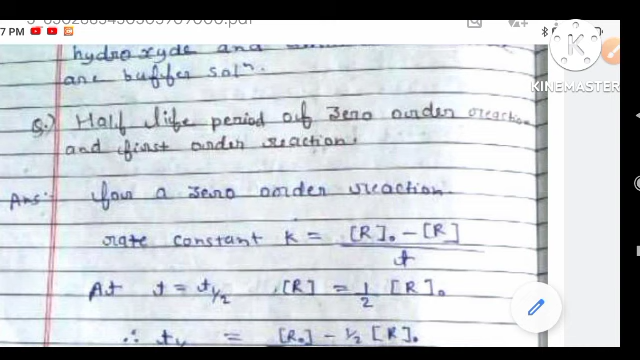 7 PM
KINEMASTER
hydroxyde and
are buffer solⁿ.
Q.) Half life period of zero order reaction
and first order reaction.
Ans:- for a zero order reaction.
rate constant K = [R]₀ - [R] / t
At t = t1/2 [R] = 1/2 [R]₀
∴ t½ = [R₀] - 1/2 [R]₀